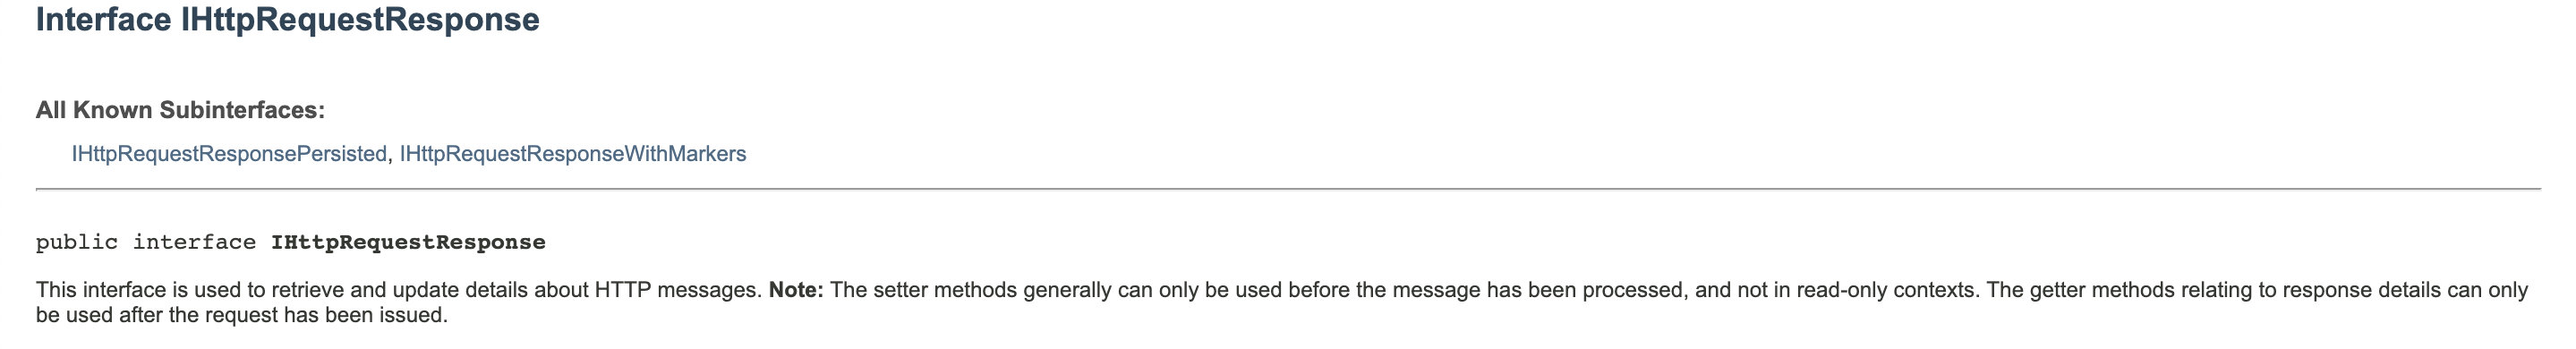 Interface IHttpRequestResponse
All Known Subinterfaces:
IHttpRequestResponsePersisted, IHttpRequestResponseWithMarkers
public interface IHttpRequestResponse
This interface is used to retrieve and update details about HTTP messages. Note: The setter methods generally can only be used before the message has been processed, and not in read-only contexts. The getter methods relating to response details can only
be used after the request has been issued.